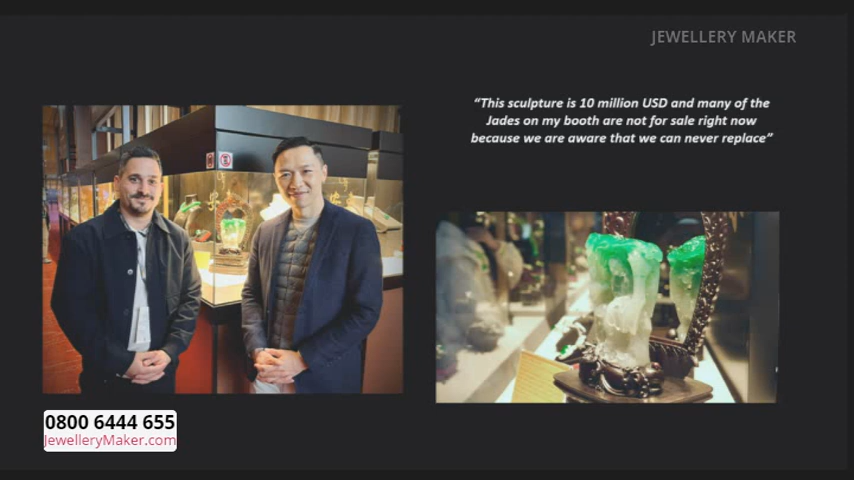 JEWELLERY MAKER
“This sculpture is 10 million USD and many of the
Jades on my booth are not for sale right now
because we are aware that we can never replace”
0800 6444 655
JewelleryMaker.com